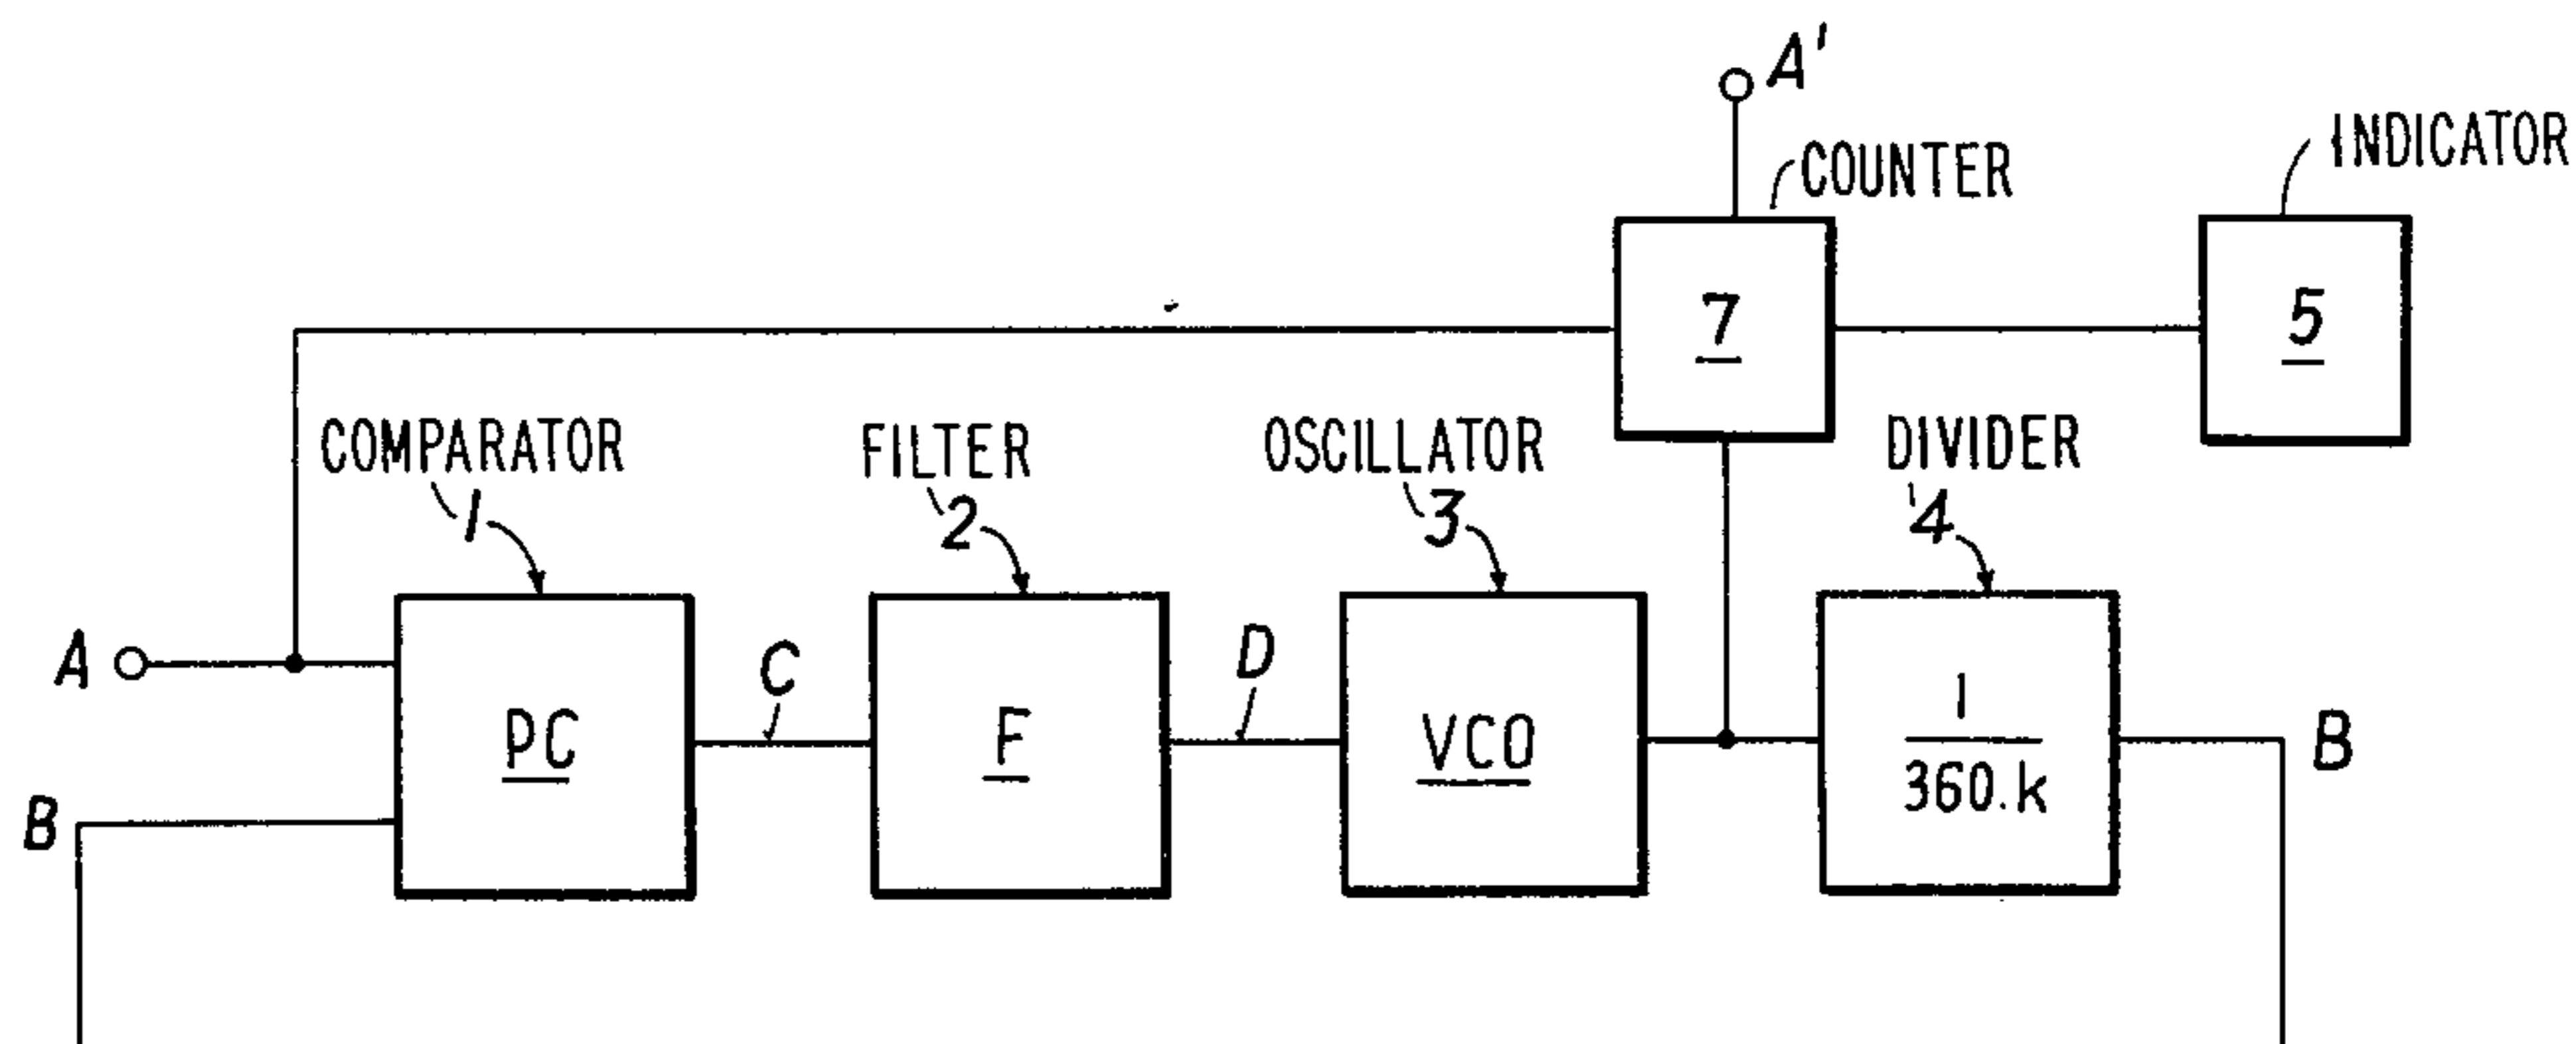 A'
COUNTER
INDICATOR
7
5
COMPARATOR
1
FILTER
2
OSCILLATOR
3
DIVIDER
4
A
C
D
B
PC
F
VCO
1
360.k
B